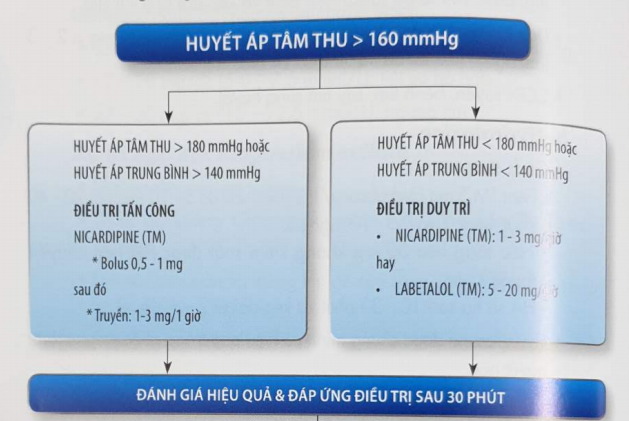 HUYẾT ÁP TÂM THU > 160 mmHg
HUYẾT ÁP TÂM THU > 180 mmHg hoặc
HUYẾT ÁP TRUNG BÌNH > 140 mmHg
ĐIỀU TRỊ TẤN CÔNG
NICARDIPINE (TM)
* Bolus 0,5 - 1 mg
sau đó
* Truyền: 1-3 mg/1 giờ
HUYẾT ÁP TÂM THU < 180 mmHg hoặc
HUYẾT ÁP TRUNG BÌNH < 140 mmHg
ĐIỀU TRỊ DUY TRÌ
• NICARDIPINE (TM): 1 - 3 mg/giờ
hay
• LABETALOL (TM): 5 - 20 mg/giờ
ĐÁNH GIÁ HIỆU QUẢ & ĐÁP ỨNG ĐIỀU TRỊ SAU 30 PHÚT